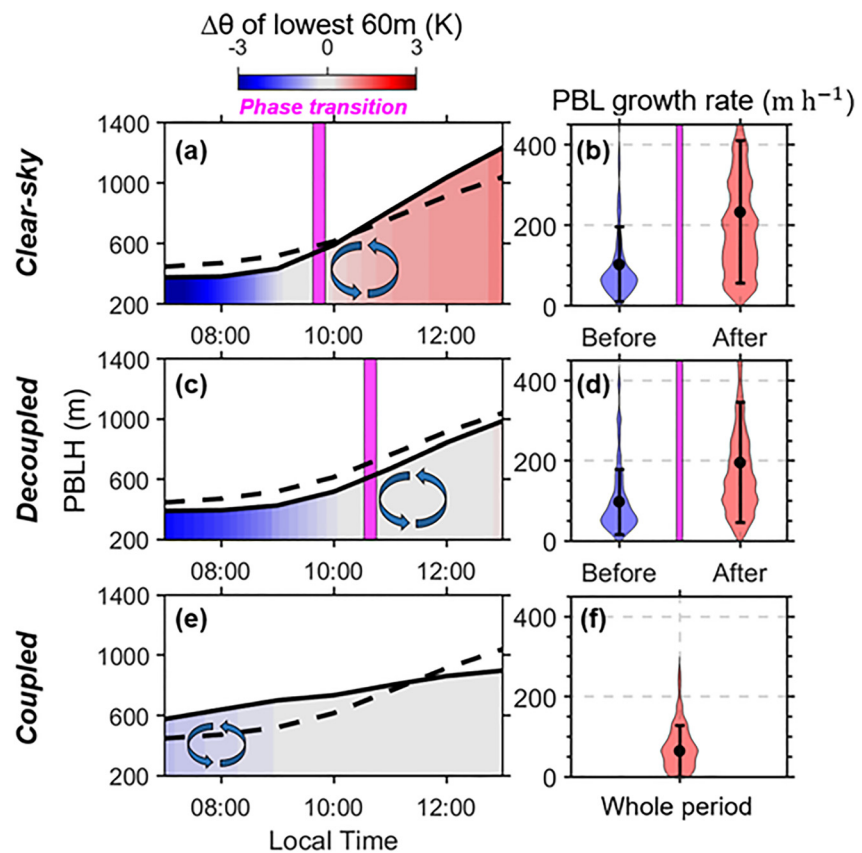 Δθ of lowest 60m (K)
-3 0 3
Phase transition
PBL growth rate (m h⁻¹)
Clear-sky
1400
1000
600
200
(a)
08:00 10:00 12:00
(b)
400
200
0
Before After
Decoupled
PBLH (m)
1400
1000
600
200
(c)
08:00 10:00 12:00
(d)
400
200
0
Before After
Coupled
1400
1000
600
200
(e)
08:00 10:00 12:00
Local Time
(f)
400
200
0
Whole period